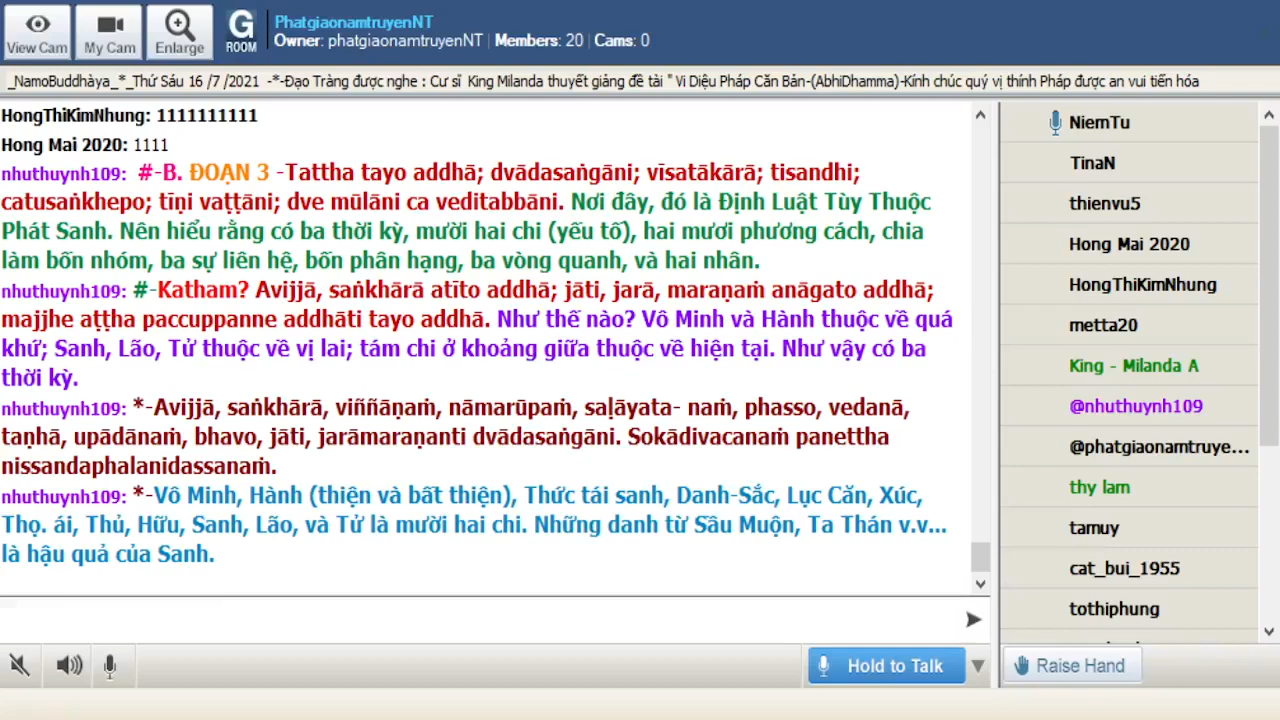 View Cam
My Cam
Enlarge
G
ROOM
PhatgiaonamtruyenNT
Owner: phatgiaonamtruyenNT | Members: 20 | Cams: 0
_NamoBuddhàya_*_Thứ Sáu 16 /7 /2021 -*-Đạo Tràng được nghe : Cư sĩ King Milanda thuyết giảng đề tài " Vi Diệu Pháp Căn Bản-(AbhiDhamma)-Kính chúc quý vị thính Pháp được an vui tiến hóa
HongThiKimNhung: 1111111111
Hong Mai 2020: 1111
nhuthuynh109: #-B. ĐOẠN 3 -Tattha tayo addhā; dvādasaṅgāni; vīsatākārā; tisandhi;
catusaṅkhepo; tīṇi vaṭṭāni; dve mūlāni ca veditabbāni. Nơi đây, đó là Định Luật Tùy Thuộc
Phát Sanh. Nên hiểu rằng có ba thời kỳ, mười hai chi (yếu tố), hai mươi phương cách, chia
làm bốn nhóm, ba sự liên hệ, bốn phân hạng, ba vòng quanh, và hai nhân.
nhuthuynh109: #-Katham? Avijjā, saṅkhārā atīto addhā; jāti, jarā, maraṇaṁ anāgato addhā;
majjhe aṭṭha paccuppanne addhāti tayo addhā. Như thế nào? Vô Minh và Hành thuộc về quá
khứ; Sanh, Lão, Tử thuộc về vị lai; tám chi ở khoảng giữa thuộc về hiện tại. Như vậy có ba
thời kỳ.
nhuthuynh109: *-Avijjā, saṅkhārā, viññāṇaṁ, nāmarūpaṁ, saḷāyata- naṁ, phasso, vedanā,
taṇhā, upādānaṁ, bhavo, jāti, jarāmaraṇanti dvādasaṅgāni. Sokādivacanaṁ panettha
nissandaphalanidassanaṁ.
nhuthuynh109: *-Vô Minh, Hành (thiện và bất thiện), Thức tái sanh, Danh-Sắc, Lục Căn, Xúc,
Thọ. ái, Thủ, Hữu, Sanh, Lão, và Tử là mười hai chi. Những danh từ Sầu Muộn, Ta Thán v.v...
là hậu quả của Sanh.
NiemTu
TinaN
thienvu5
Hong Mai 2020
HongThiKimNhung
metta20
King - Milanda A
@nhuthuynh109
@phatgiaonamtruye...
thy lam
tamuy
cat_bui_1955
tothiphung
Hold to Talk
Raise Hand